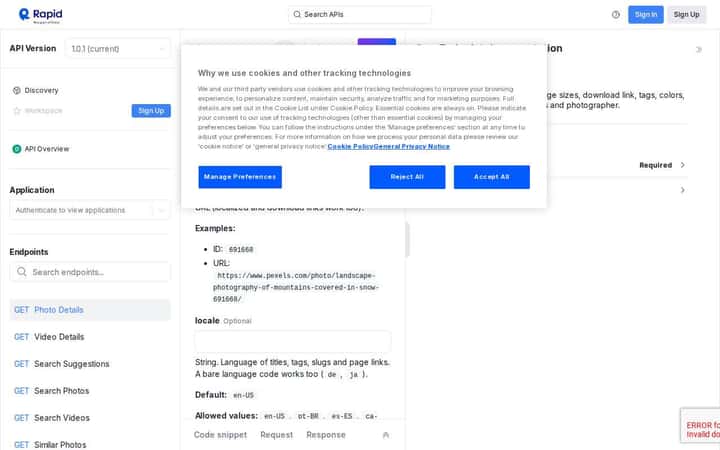 Rapid
Search APIs
Sign In
Sign Up
API Version
1.0.1 (current)
Discovery
Workspace
Sign Up
API Overview
Application
Authenticate to view applications
Endpoints
Search endpoints...
GET Photo Details
GET Video Details
GET Search Suggestions
GET Search Photos
GET Search Videos
GET Similar Photos
Why we use cookies and other tracking technologies
We and our third party vendors use cookies and other tracking technologies to improve your browsing
experience, to personalize content, maintain security, analyze traffic and for marketing purposes. Full
details are set out in the Cookie List under Cookie Policy. Essential cookies are always on. Please indicate
your consent to our use of tracking technologies (other then essential cookies) by managing your
preferences below. You can follow the instructions under the 'Manage preferences' section at any time to
adjust your preferences. For more information on how we process your personal data please review our
'cookie notice' or 'general privacy notice'. Cookie Policy General Privacy Notice
Manage Preferences
Reject All
Accept All
URL (localized and download links work too).
Examples:
ID: 691668
URL:
https://www.pexels.com/photo/landscape-
photography-of-mountains-covered-in-snow-
691668/
locale Optional
String. Language of titles, tags, slugs and page links.
A bare language code works too ( de , ja ).
Default: en-US
Allowed values: en-US , pt-BR , es-ES , ca-
Code snippet
Request
Response
ge sizes, download link, tags, colors,
s and photographer.
Required
ERROR fo
Invalid do